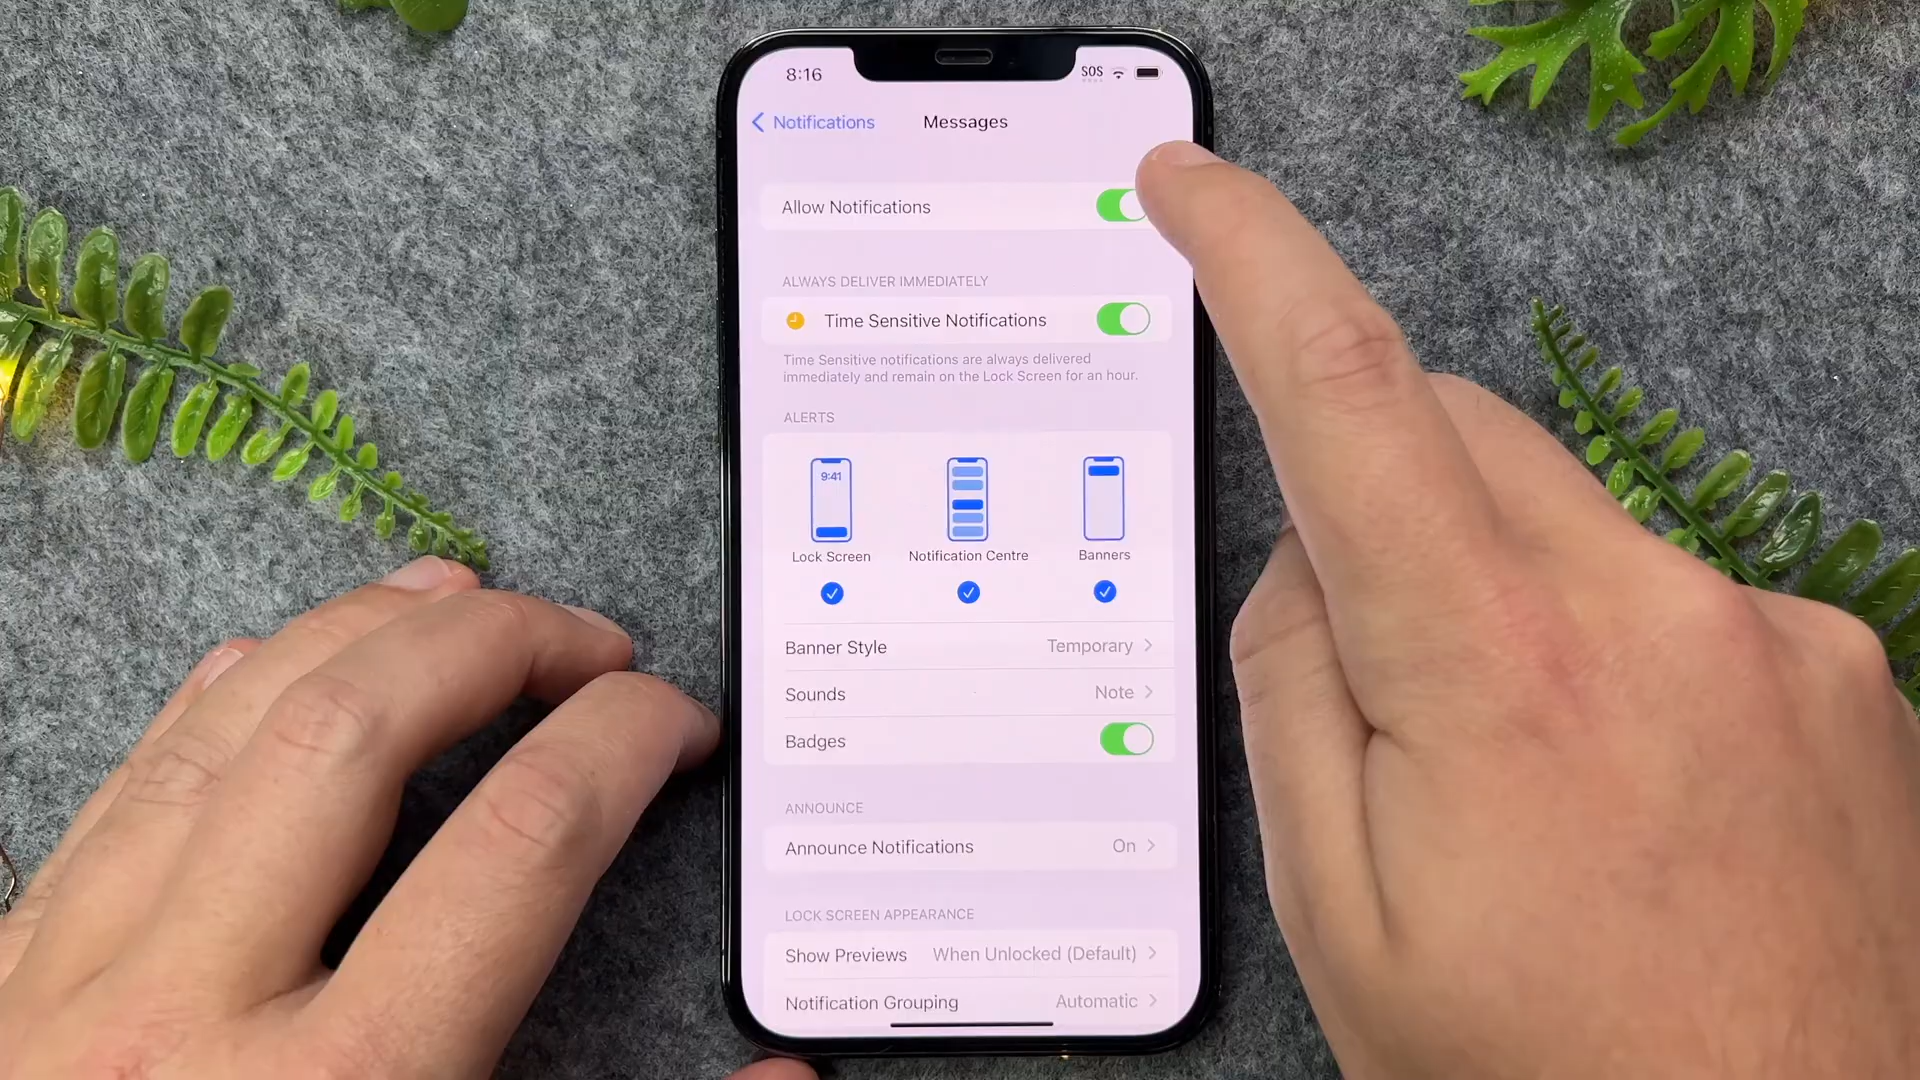 8:16
SOS
Notifications
Messages
Allow Notifications
ALWAYS DELIVER IMMEDIATELY
Time Sensitive Notifications
Time Sensitive notifications are always delivered
immediately and remain on the Lock Screen for an hour.
ALERTS
9:41
Lock Screen
Notification Centre
Banners
Banner Style
Temporary
Sounds
Note
Badges
ANNOUNCE
Announce Notifications
On
LOCK SCREEN APPEARANCE
Show Previews
When Unlocked (Default)
Notification Grouping
Automatic